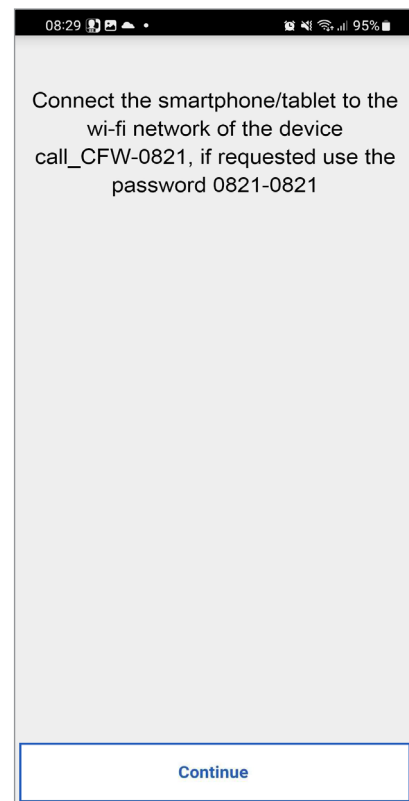 08:29 95%
Connect the smartphone/tablet to the
wi-fi network of the device
call_CFW-0821, if requested use the
password 0821-0821
Continue